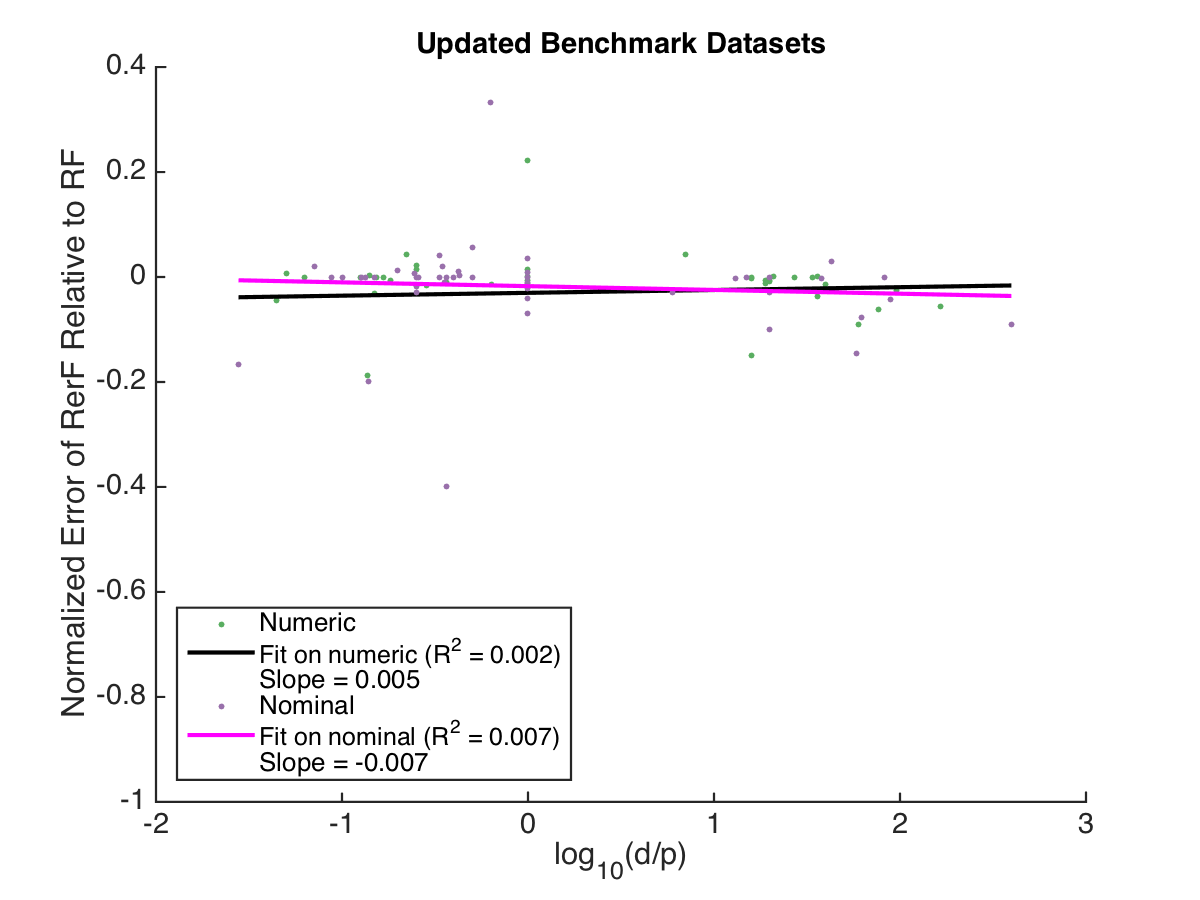 Updated Benchmark Datasets
Normalized Error of RerF Relative to RF
0.4
0.2
0
-0.2
-0.4
-0.6
-0.8
-1
Numeric
Fit on numeric (R² = 0.002)
Slope = 0.005
Nominal
Fit on nominal (R² = 0.007)
Slope = -0.007
-2 -1 0 1 2 3
log₁₀(d/p)